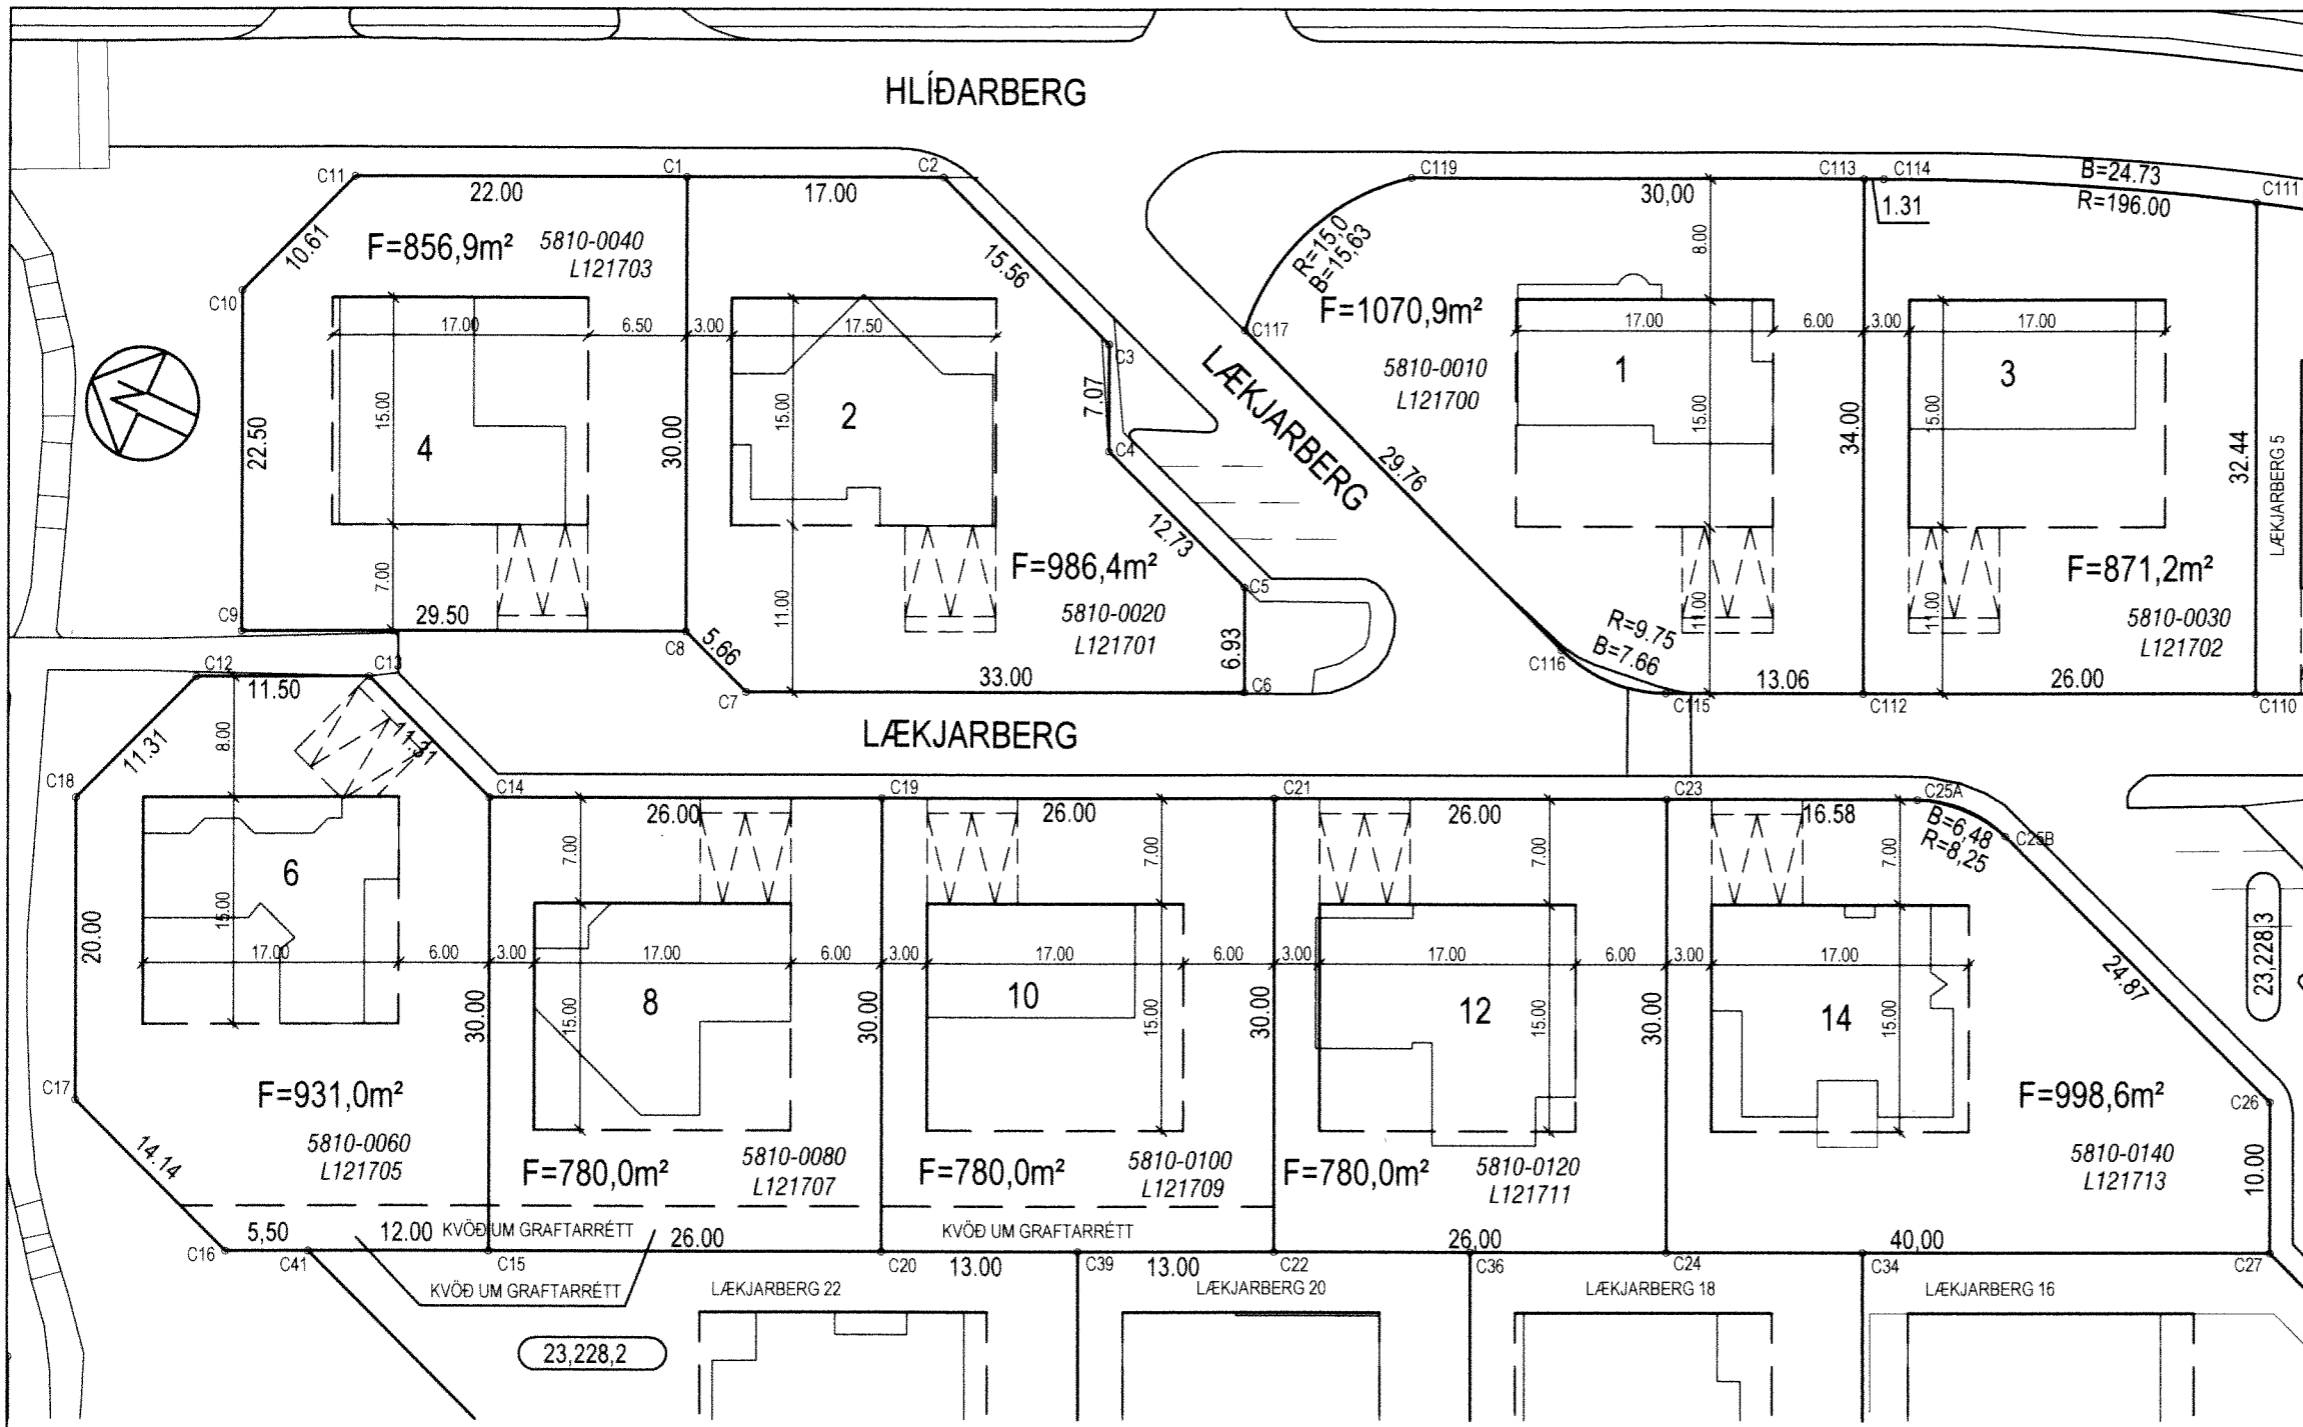 HLÍÐARBERG
C11
C1
C2
C119
C113
C114
B=24.73
R=196.00
C111
22.00
17.00
30,00
1.31
10.61
F=856,9m²
5810-0040
L121703
15.56
R=15,0
B=15,63
8.00
C10
F=1070,9m²
17.00
6.50
3.00
17.50
C117
17.00
6.00
3.00
17.00
C3
LÆKJARBERG
5810-0010
L121700
1
3
7.07
22.50
15.00
4
30.00
15.00
2
C4
29.76
15.00
34.00
15.00
32.44
LÆKJARBERG 5
12.73
F=986,4m²
5810-0020
L121701
C5
7.00
11.00
F=871,2m²
5810-0030
L121702
C9
29.50
C8
5.66
6.93
R=9.75
B=7.66
C116
11.00
11.00
C12
C13
11.50
C7
33.00
C6
13.06
C115
C112
26.00
C110
LÆKJARBERG
11.31
8.00
11.31
C18
C14
C19
C21
C23
C25A
26.00
26.00
26.00
16.58
B=6,48
R=8,25
C25B
7.00
7.00
7.00
7.00
6
15.00
20.00
17.00
6.00
3.00
17.00
6.00
3.00
17.00
6.00
3.00
17.00
6.00
3.00
17.00
24.87
23,228,3
30.00
15.00
8
30.00
10
15.00
30.00
12
15.00
30.00
14
15.00
C17
F=931,0m²
5810-0060
L121705
14.14
F=780,0m²
5810-0080
L121707
F=780,0m²
5810-0100
L121709
F=780,0m²
5810-0120
L121711
F=998,6m²
5810-0140
L121713
C26
10.00
5,50
12.00
KVÖÐ UM GRAFTARRÉTT
26.00
KVÖÐ UM GRAFTARRÉTT
26,00
40,00
C16
C41
C15
C20
13.00
C39
13.00
C22
C36
C24
C34
C27
KVÖÐ UM GRAFTARRÉTT
LÆKJARBERG 22
LÆKJARBERG 20
LÆKJARBERG 18
LÆKJARBERG 16
23,228,2